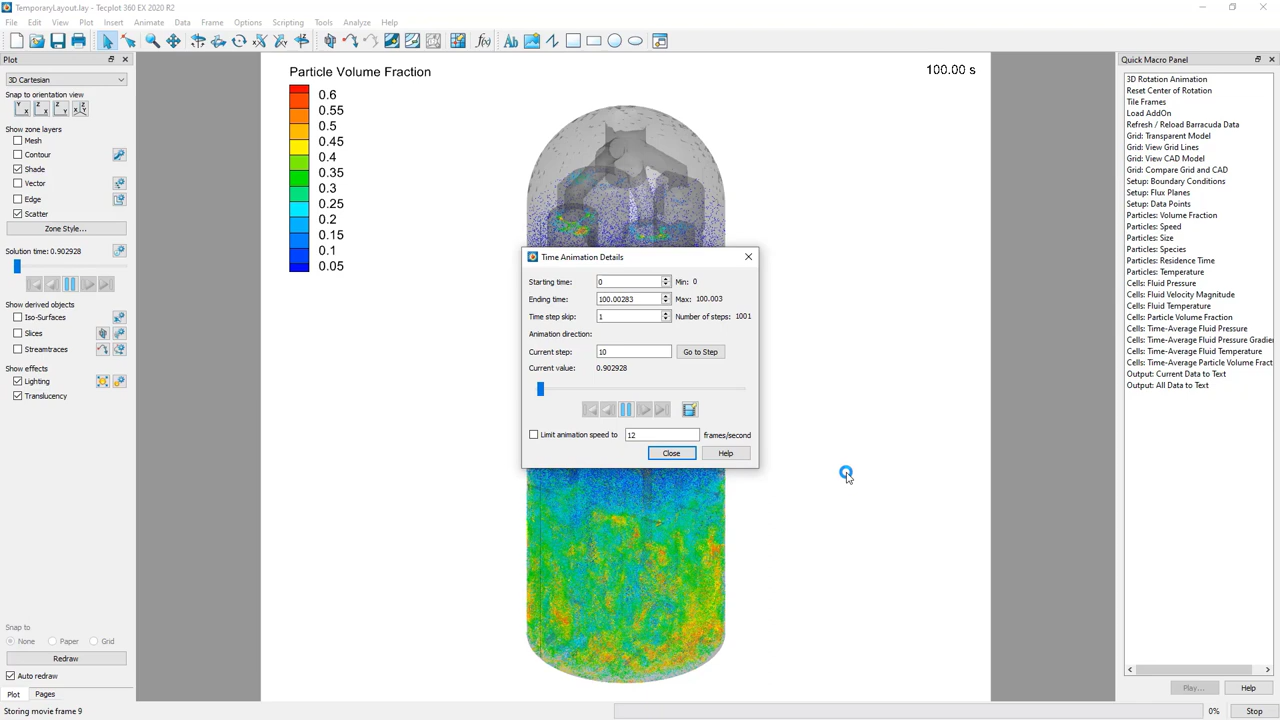 TemporaryLayout.lay - Tecplot 360 EX 2020 R2
File Edit View Plot Insert Animate Data Frame Options Scripting Tools Analyze Help
Plot
3D Cartesian
Snap to orientation view
Show zone layers
Mesh
Contour
Shade
Vector
Edge
Scatter
Zone Style...
Solution time: 0.902928
Show derived objects
Iso-Surfaces
Slices
Streamtraces
Show effects
Lighting
Translucency
Snap to
None Paper Grid
Redraw
Auto redraw
Plot Pages
Storing movie frame 9
Particle Volume Fraction
0.6
0.55
0.5
0.45
0.4
0.35
0.3
0.25
0.2
0.15
0.05
100.00 s
Time Animation Details
Starting time: 0 Min: 0
Ending time: 100.00283 Max: 100.003
Time step skip: 1 Number of steps: 1001
Animation direction:
Current step: 10 Go to Step
Current value: 0.902928
Limit animation speed to 12 frames/second
Close Help
Quick Macro Panel
3D Rotation Animation
Reset Center of Rotation
Tile Frames
Load AddOn
Refresh / Reload Barracuda Data
Grid: Transparent Model
Grid: View Grid Lines
Grid: View CAD Model
Grid: Compare Grid and CAD
Setup: Boundary Conditions
Setup: Flux Planes
Setup: Data Points
Particles: Volume Fraction
Particles: Speed
Particles: Size
Particles: Species
Particles: Residence Time
Particles: Temperature
Cells: Fluid Pressure
Cells: Fluid Velocity Magnitude
Cells: Fluid Temperature
Cells: Particle Volume Fraction
Cells: Time-Average Fluid Pressure
Cells: Time-Average Fluid Pressure Gradier
Cells: Time-Average Fluid Temperature
Cells: Time-Average Particle Volume Fract
Output: Current Data to Text
Output: All Data to Text
Play... Help
0% Stop